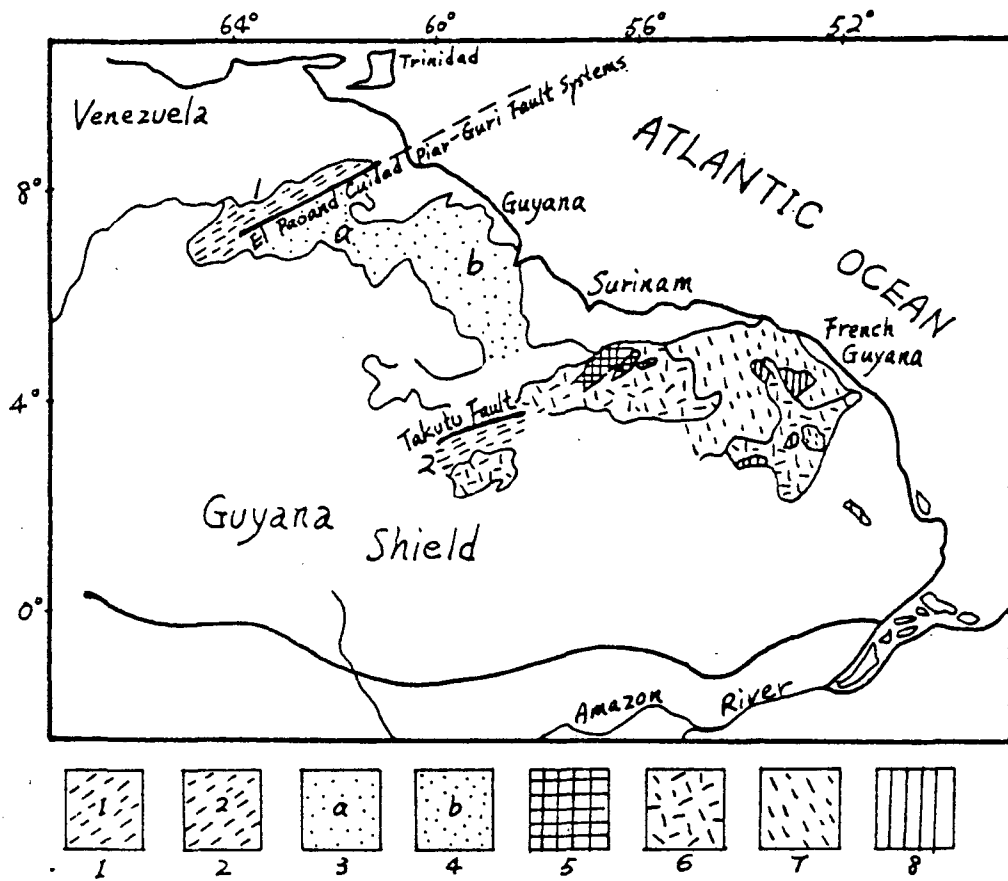 64° 60° 56 52°
Trinidad
Venezuela
El Paoand Cuidad Piar-Guri Fault Systems
ATLANTIC
OCEAN
8°
1
Guyana
a
b
Surinam
French
Guyana
4°
Takutu Fault
2
Guyana
Shield
0°
Amazon River
1 2 a b
1 2 3 4 5 6 7 8